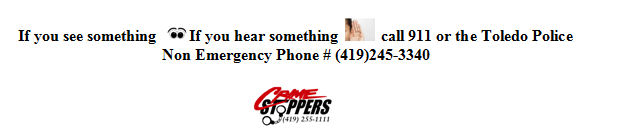 If you see something If you hear something call 911 or the Toledo Police
Non Emergency Phone # (419)245-3340
CRIME
STOPPERS
(419) 255-1111